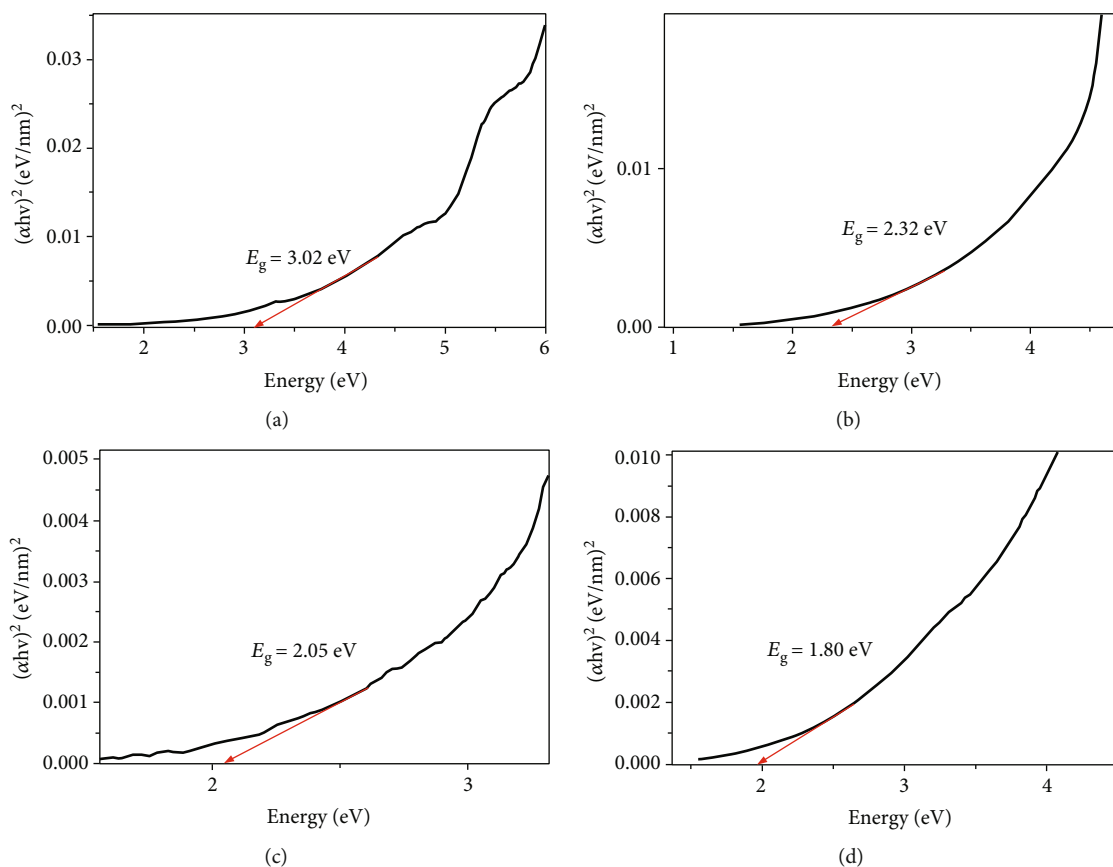 (αhv)² (eV/nm)²
0.03
0.02
0.01
0.00
E_g = 3.02 eV
2 3 4 5 6
Energy (eV)
(a)
(αhv)² (eV/nm)²
0.01
0.00
E_g = 2.32 eV
1 2 3 4
Energy (eV)
(b)
(αhv)² (eV/nm)²
0.005
0.004
0.003
0.002
0.001
0.000
E_g = 2.05 eV
2 3
Energy (eV)
(c)
(αhv)² (eV/nm)²
0.010
0.008
0.006
0.004
0.002
0.000
E_g = 1.80 eV
2 3 4
Energy (eV)
(d)